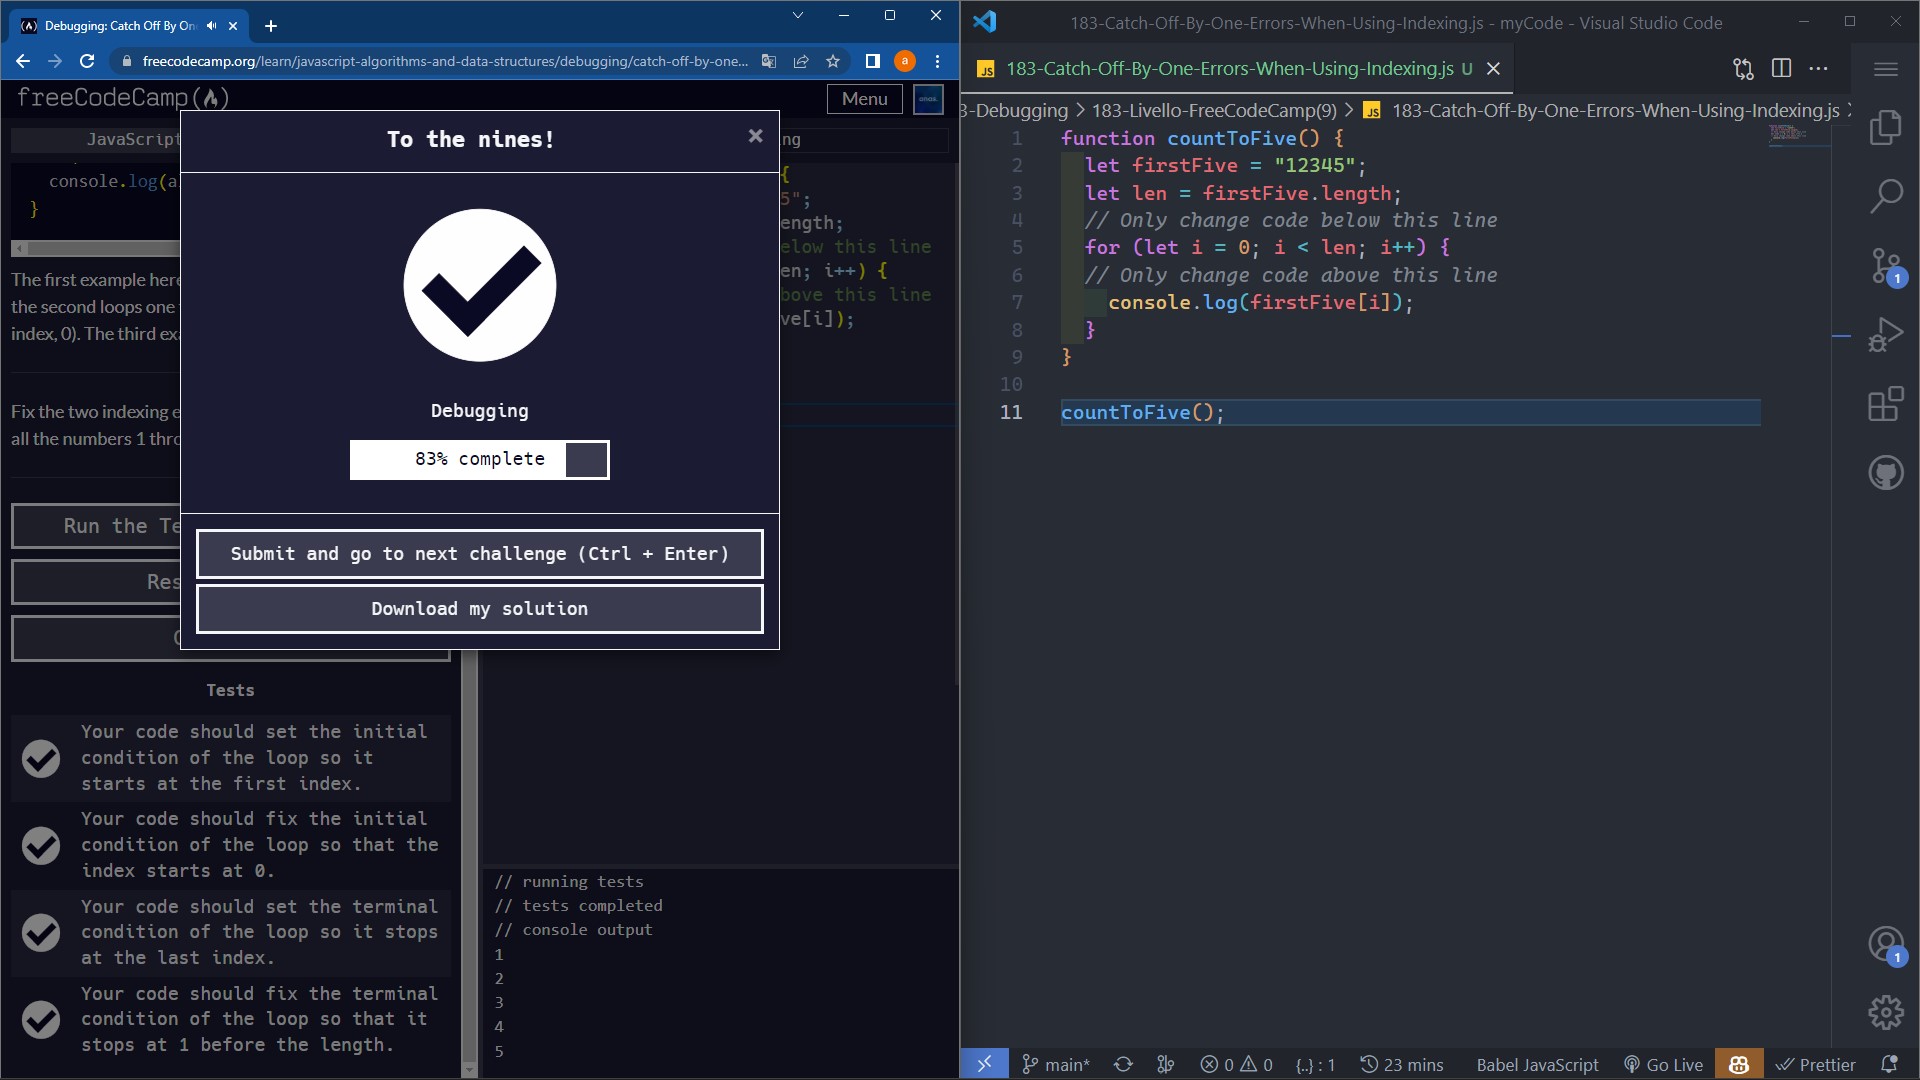 Debugging: Catch Off By On
freecodecamp.org/learn/javascript-algorithms-and-data-structures/debugging/catch-off-by-one...
a
freeCodeCamp
Menu
JavaScript
ng
console.log(a
}
The first example here
the second loops one
index, 0). The third ex
Fix the two indexing e
all the numbers 1 thro
Run the Te
Res
Tests
Your code should set the initial
condition of the loop so it
starts at the first index.
Your code should fix the initial
condition of the loop so that the
index starts at 0.
Your code should set the terminal
condition of the loop so it stops
at the last index.
Your code should fix the terminal
condition of the loop so that it
stops at 1 before the length.
{
5";
ength;
elow this line
en; i++) {
bove this line
ve[i]);
To the nines!
Debugging
83% complete
Submit and go to next challenge (Ctrl + Enter)
Download my solution
// running tests
// tests completed
// console output
1
2
3
4
5
183-Catch-Off-By-One-Errors-When-Using-Indexing.js - myCode - Visual Studio Code
JS 183-Catch-Off-By-One-Errors-When-Using-Indexing.js U
3-Debugging > 183-Livello-FreeCodeCamp(9) > JS 183-Catch-Off-By-One-Errors-When-Using-Indexing.js
1 function countToFive() {
2 let firstFive = "12345";
3 let len = firstFive.length;
4 // Only change code below this line
5 for (let i = 0; i < len; i++) {
6 // Only change code above this line
7 console.log(firstFive[i]);
8 }
9 }
10
11 countToFive();
1
1
main* 0 0 {..} : 1 23 mins Babel JavaScript Go Live Prettier